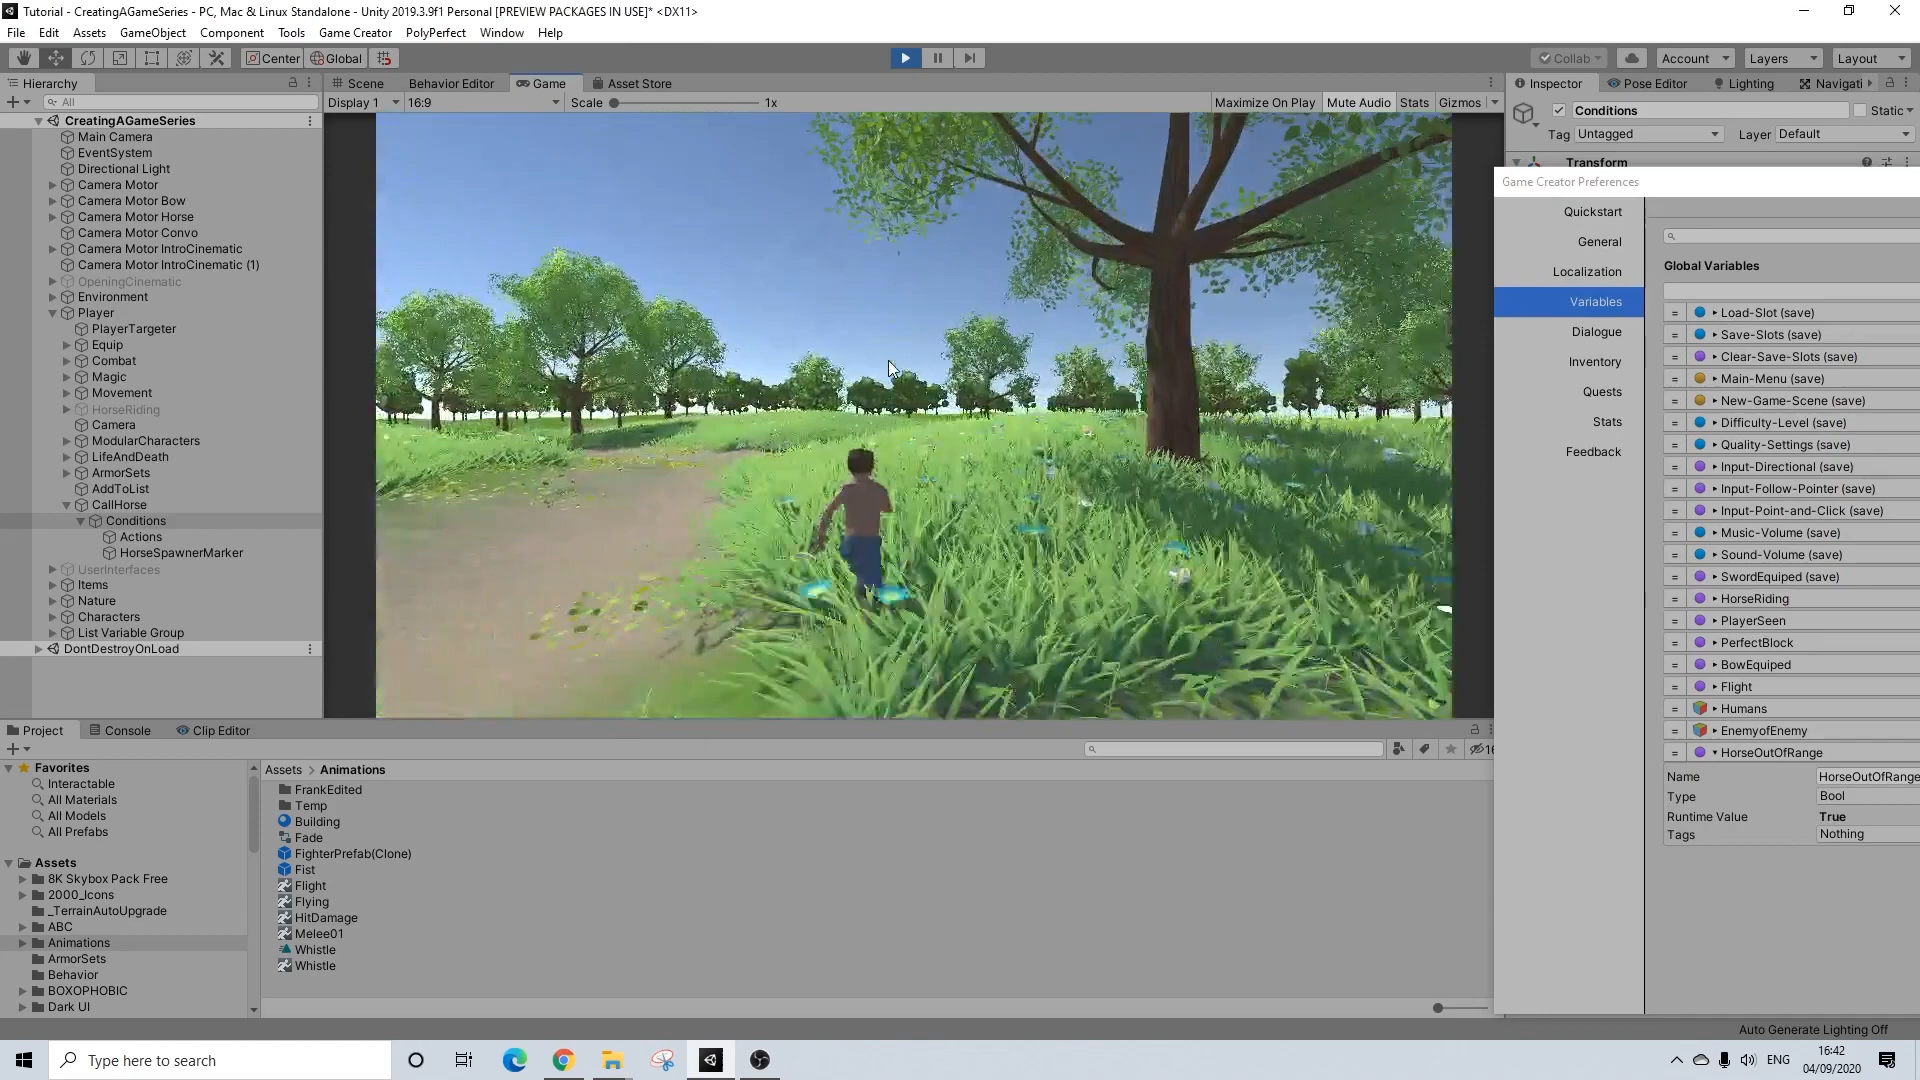 Tutorial - CreatingAGameSeries - PC, Mac & Linux Standalone - Unity 2019.3.9f1 Personal [PREVIEW PACKAGES IN USE]* <DX11>
File Edit Assets GameObject Component Tools Game Creator PolyPerfect Window Help
Center Global Collab Account Layers Layout
Hierarchy
All
CreatingAGameSeries
Main Camera
EventSystem
Directional Light
Camera Motor
Camera Motor Bow
Camera Motor Horse
Camera Motor Convo
Camera Motor IntroCinematic
Camera Motor IntroCinematic (1)
OpeningCinematic
Environment
Player
PlayerTargeter
Equip
Combat
Magic
Movement
HorseRiding
Camera
ModularCharacters
LifeAndDeath
ArmorSets
AddToList
CallHorse
Conditions
Actions
HorseSpawnerMarker
UserInterfaces
Items
Nature
Characters
List Variable Group
DontDestroyOnLoad
Scene Behavior Editor Game Asset Store
Display 1 16:9 Scale 1x Maximize On Play Mute Audio Stats Gizmos
Inspector Pose Editor Lighting Navigati
Conditions Static
Tag Untagged Layer Default
Transform
Game Creator Preferences
Quickstart
General
Localization
Variables
Dialogue
Inventory
Quests
Stats
Feedback
Global Variables
= Load-Slot (save)
= Save-Slots (save)
= Clear-Save-Slots (save)
= Main-Menu (save)
= New-Game-Scene (save)
= Difficulty-Level (save)
= Quality-Settings (save)
= Input-Directional (save)
= Input-Follow-Pointer (save)
= Input-Point-and-Click (save)
= Music-Volume (save)
= Sound-Volume (save)
= SwordEquiped (save)
= HorseRiding
= PlayerSeen
= PerfectBlock
= BowEquiped
= Flight
= Humans
= EnemyofEnemy
= HorseOutOfRange
Name HorseOutOfRange
Type Bool
Runtime Value True
Tags Nothing
Project Console Clip Editor
16
Favorites
Interactable
All Materials
All Models
All Prefabs
Assets
8K Skybox Pack Free
2000_Icons
_TerrainAutoUpgrade
ABC
Animations
ArmorSets
Behavior
BOXOPHOBIC
Dark UI
Assets > Animations
FrankEdited
Temp
Building
Fade
FighterPrefab(Clone)
Fist
Flight
Flying
HitDamage
Melee01
Whistle
Whistle
Auto Generate Lighting Off
Type here to search
ENG
16:42
04/09/2020